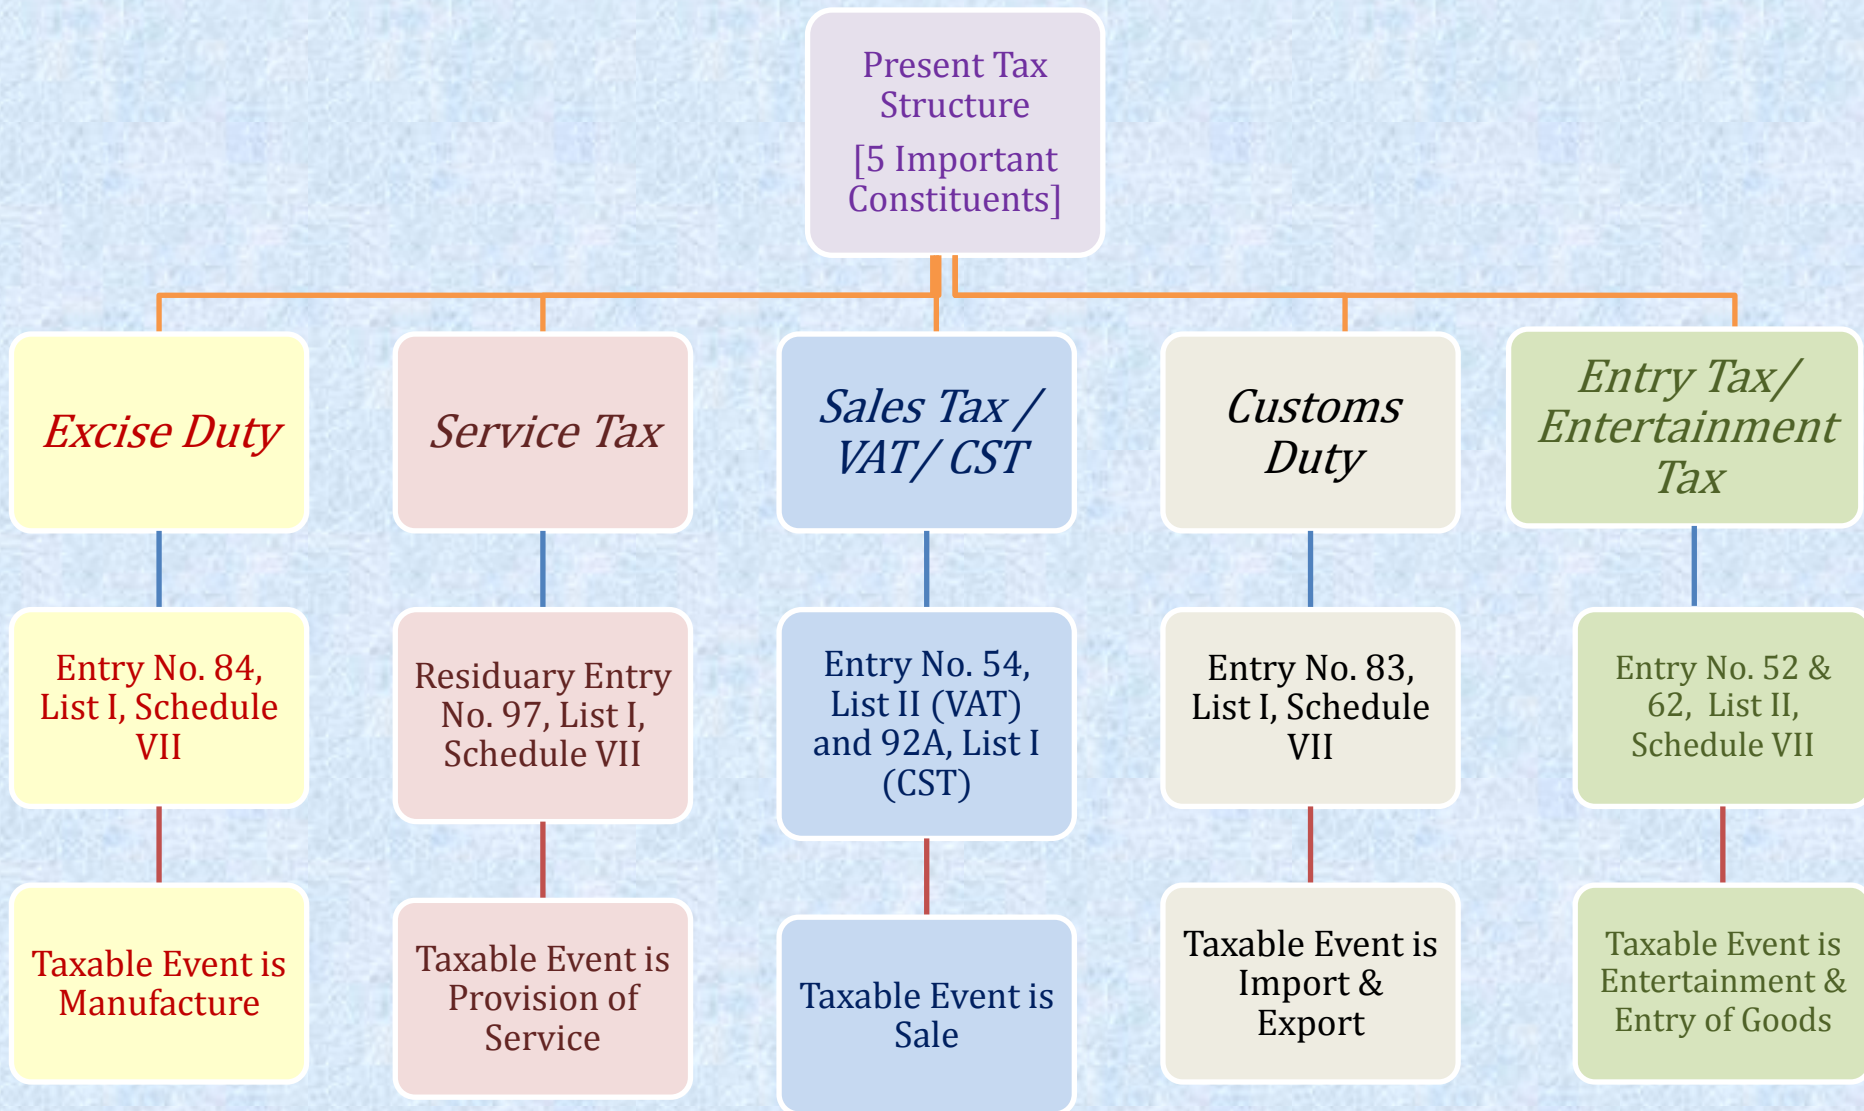 Present Tax
Structure
[5 Important
Constituents]
Excise Duty
Service Tax
Sales Tax /
VAT/ CST
Customs
Duty
Entry Tax/
Entertainment
Tax
Entry No. 84,
List I, Schedule
VII
Residuary Entry
No. 97, List I,
Schedule VII
Entry No. 54,
List II (VAT)
and 92A, List I
(CST)
Entry No. 83,
List I, Schedule
VII
Entry No. 52 &
62, List II,
Schedule VII
Taxable Event is
Manufacture
Taxable Event is
Provision of
Service
Taxable Event is
Sale
Taxable Event is
Import &
Export
Taxable Event is
Entertainment &
Entry of Goods